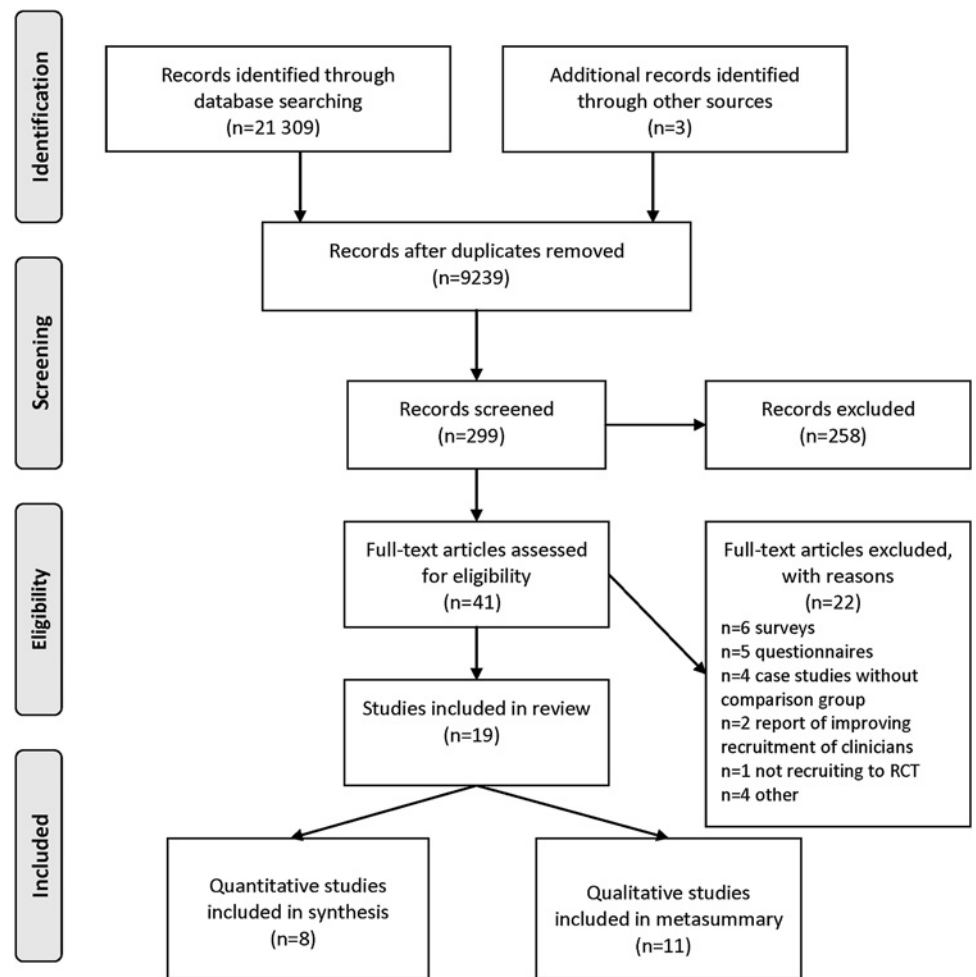 Identification
Records identified through
database searching
(n=21 309)
Additional records identified
through other sources
(n=3)
Records after duplicates removed
(n=9239)
Screening
Records screened
(n=299)
Records excluded
(n=258)
Eligibility
Full-text articles assessed
for eligibility
(n=41)
Full-text articles excluded,
with reasons
(n=22)
n=6 surveys
n=5 questionnaires
n=4 case studies without
comparison group
n=2 report of improving
recruitment of clinicians
n=1 not recruiting to RCT
n=4 other
Studies included in review
(n=19)
Included
Quantitative studies
included in synthesis
(n=8)
Qualitative studies
included in metasummary
(n=11)